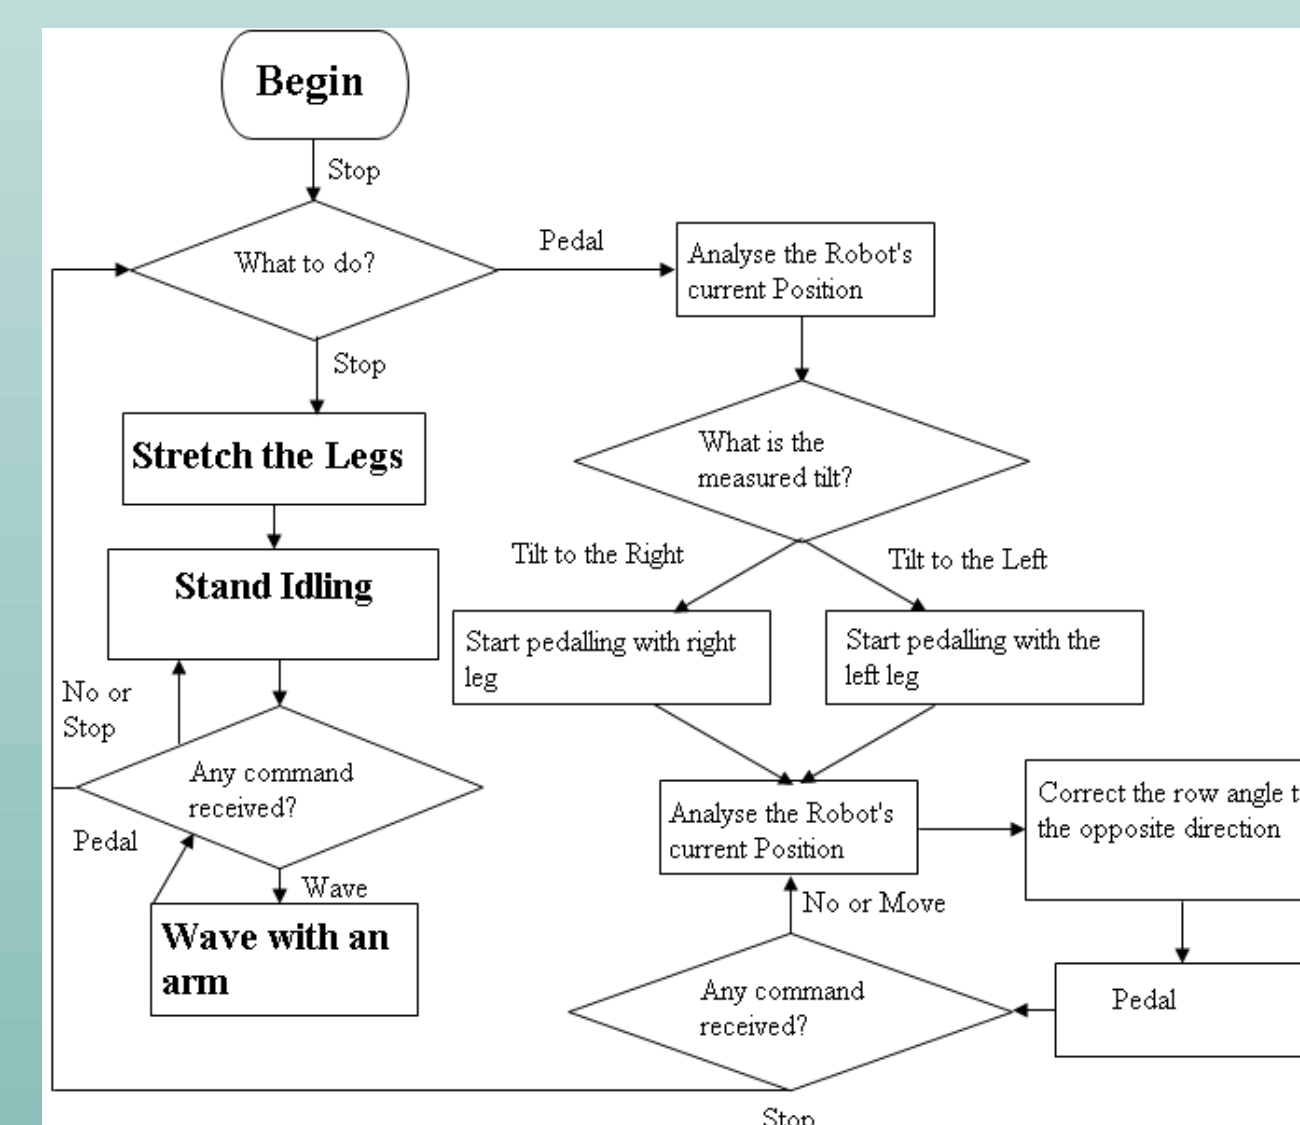 Begin
Stop
What to do?
Pedal
Analyse the Robot's
current Position
Stop
Stretch the Legs
What is the
measured tilt?
Stand Idling
Tilt to the Right
Tilt to the Left
Start pedalling with right
leg
Start pedalling with the
left leg
No or
Stop
Any command
received?
Pedal
Wave
Wave with an
arm
Analyse the Robot's
current Position
Correct the row angle t
the opposite direction
No or Move
Any command
received?
Pedal
Stop